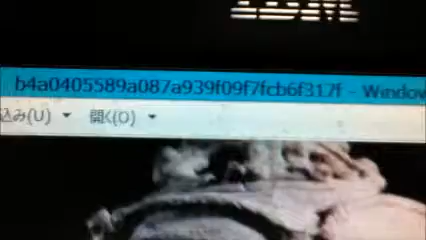 IBM
b4a0405589a087a939f09f7fcb6f317f - Window
込み(U) 開く(O)